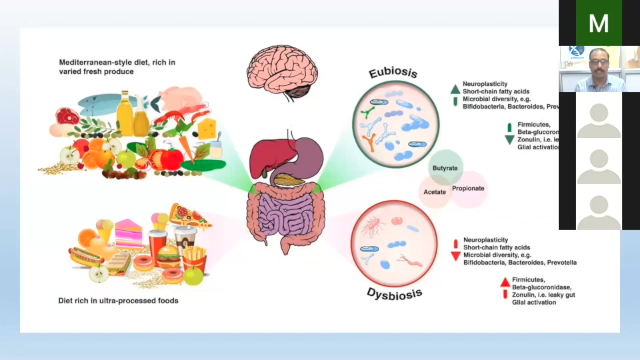 M
Mediterranean-style diet, rich in
varied fresh produce
Eubiosis
Neuroplasticity
Short-chain fatty acids
Microbial diversity, e.g.
Bifidobacteria, Bacteroides, Prevo
Firmicutes,
Beta-glucoron
Zonulin, i.e. leak
Glial activation
Butyrate
Acetate
Propionate
Neuroplasticity
Short-chain fatty acids
Microbial diversity, e.g.
Bifidobacteria, Bacteroides, Prevotella
Dysbiosis
Firmicutes,
Beta-glucoronidase,
Zonulin, i.e. leaky gut
Glial activation
Diet rich in ultra-processed foods